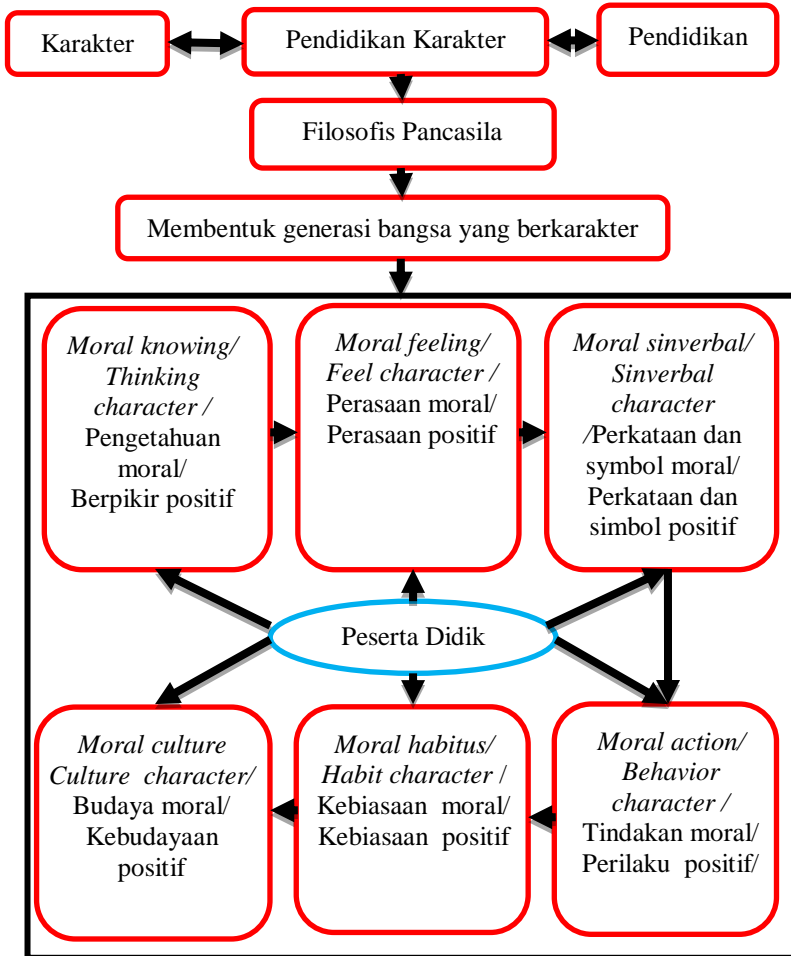 Karakter
Pendidikan Karakter
Pendidikan
Filosofis Pancasila
Membentuk generasi bangsa yang berkarakter
Moral knowing/
Thinking
character /
Pengetahuan
moral/
Berpikir positif
Moral feeling/
Feel character /
Perasaan moral/
Perasaan positif
Moral sinverbal/
Sinverbal
character
/Perkataan dan
symbol moral/
Perkataan dan
simbol positif
Peserta Didik
Moral culture
Culture character/
Budaya moral/
Kebudayaan
positif
Moral habitus/
Habit character /
Kebiasaan moral/
Kebiasaan positif
Moral action/
Behavior
character /
Tindakan moral/
Perilaku positif/